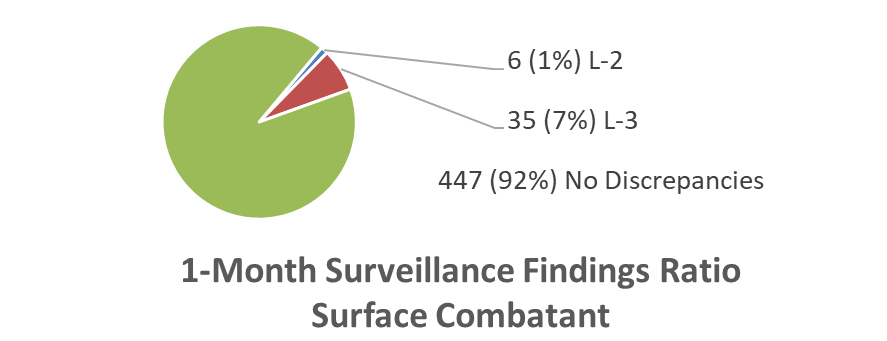 6 (1%) L-2
35 (7%) L-3
447 (92%) No Discrepancies
1-Month Surveillance Findings Ratio
Surface Combatant